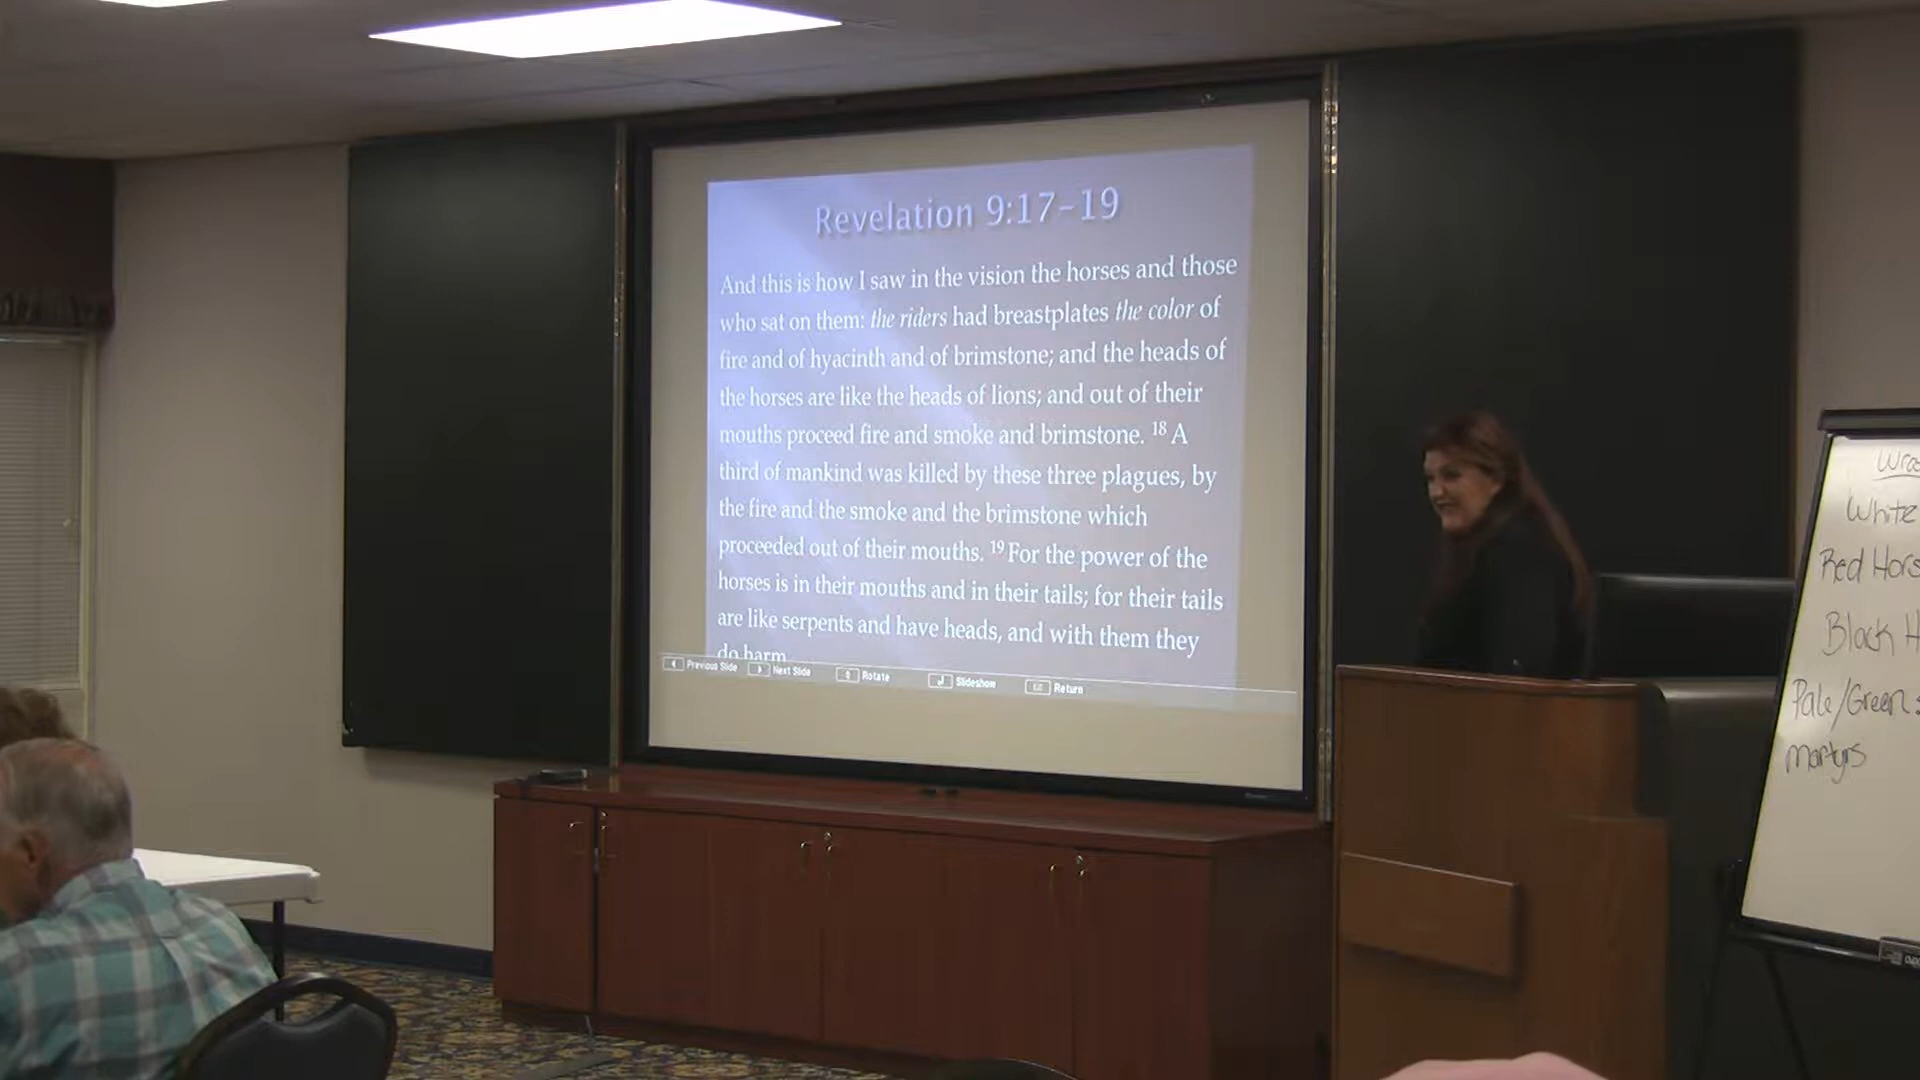 Revelation 9:17-19
And this is how I saw in the vision the horses and those
who sat on them: the riders had breastplates the color of
fire and of hyacinth and of brimstone; and the heads of
the horses are like the heads of lions; and out of their
mouths proceed fire and smoke and brimstone. 18 A
third of mankind was killed by these three plagues, by
the fire and the smoke and the brimstone which
proceeded out of their mouths. 19 For the power of the
horses is in their mouths and in their tails; for their tails
are like serpents and have heads, and with them they
do harm
Previous Slide Next Slide Rotate Slideshow Return
White
Red Hors
Black H
Pale/Green
martyrs